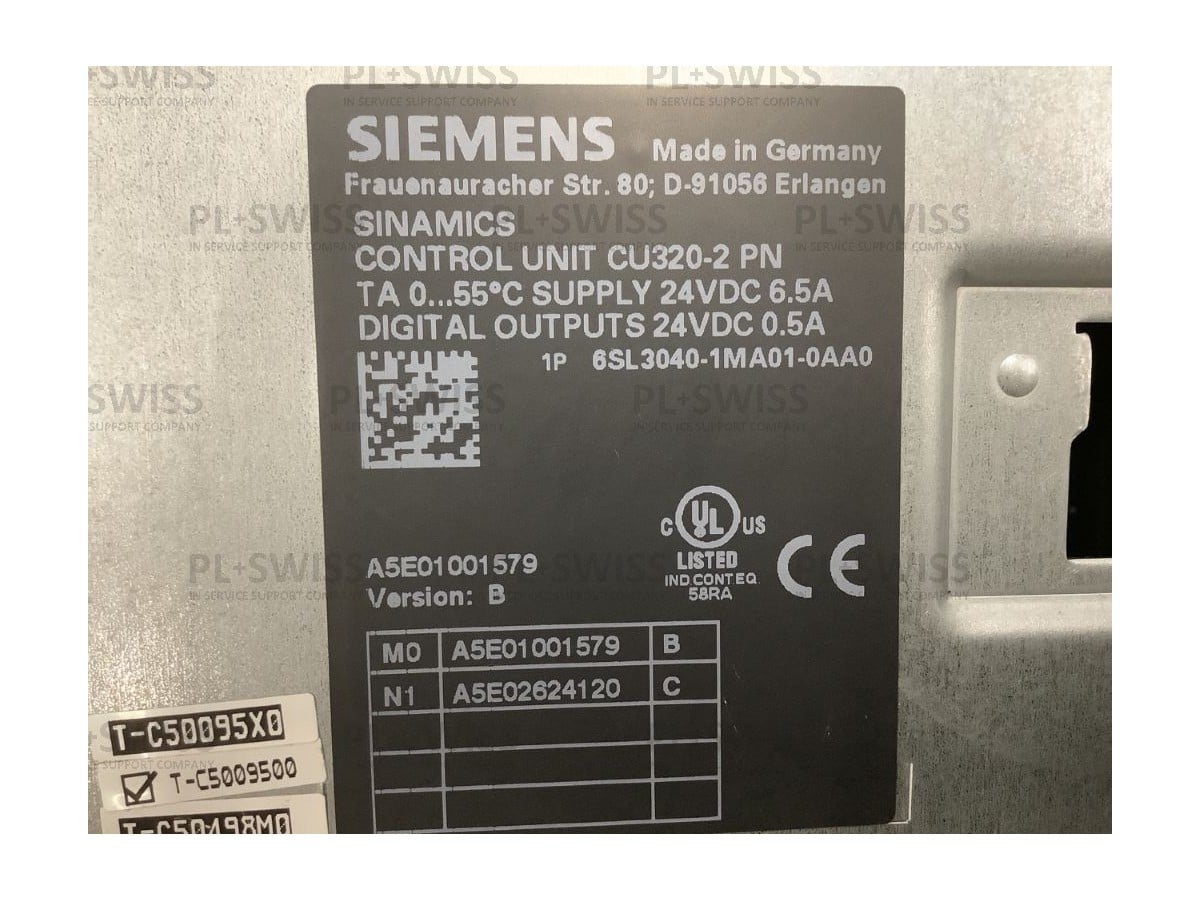 SIEMENS Made in Germany
Frauenauracher Str. 80; D-91056 Erlangen
SINAMICS
CONTROL UNIT CU320-2 PN
TA 0...55°C SUPPLY 24VDC 6.5A
DIGITAL OUTPUTS 24VDC 0.5A
1P 6SL3040-1MA01-0AA0
C UL US
LISTED
IND.CONT.EQ.
58RA
CE
A5E01001579
Version: B
M0 A5E01001579 B
N1 A5E02624120 C
T-C50095X0
T-C5009500
T-C50498M0
PL+SWISS
IN SERVICE SUPPORT COMPANY